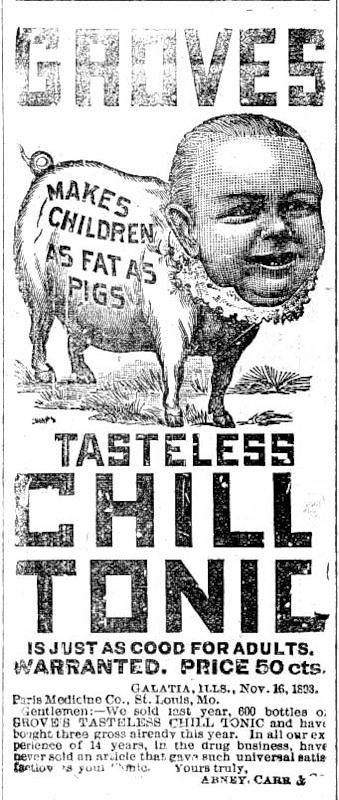 GROVES
MAKES
CHILDREN
AS FAT AS
PIGS
TASTELESS
CHILL
TONIC
IS JUST AS GOOD FOR ADULTS.
WARRANTED. PRICE 50 cts.
GALATIA, ILLS., Nov. 16, 1893.
Paris Medicine Co., St. Louis, Mo.
Gentlemen:—We sold last year, 600 bottles of
GROVE'S TASTELESS CHILL TONIC and have
bought three gross already this year. In all our ex
perience of 14 years, in the drug business, have
never sold an article that gave such universal satis
faction as your Tonic. Yours truly,
ABNEY, CARR &